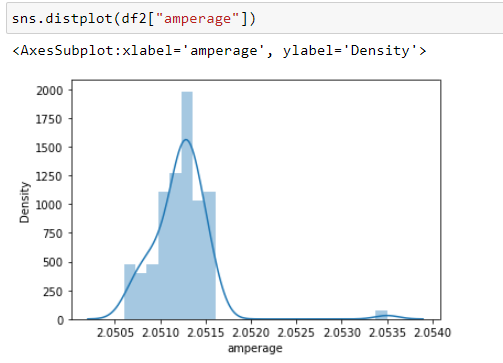 sns.distplot(df2["amperage"])
<AxesSubplot:xlabel='amperage', ylabel='Density'>
2000
1750
1500
1250
1000
750
500
250
0
Density
2.0505 2.0510 2.0515 2.0520 2.0525 2.0530 2.0535 2.0540
amperage